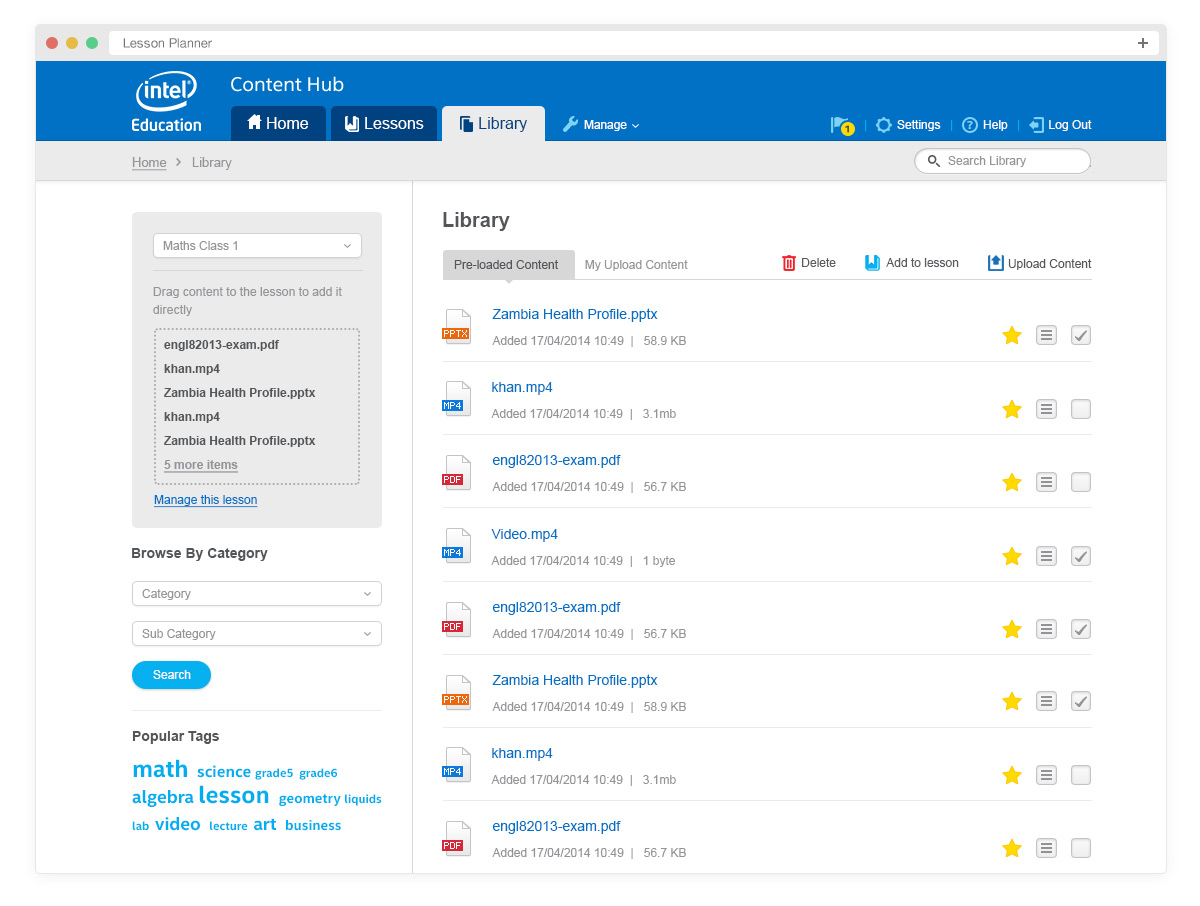 Lesson Planner
intel
Education
Content Hub
Home
Lessons
Library
Manage
1
Settings
Help
Log Out
Home
Library
Search Library
Maths Class 1
Drag content to the lesson to add it
directly
engl82013-exam.pdf
khan.mp4
Zambia Health Profile.pptx
khan.mp4
Zambia Health Profile.pptx
5 more items
Manage this lesson
Browse By Category
Category
Sub Category
Search
Popular Tags
math science grade5 grade6
algebra lesson geometry liquids
lab video lecture art business
Library
Pre-loaded Content
My Upload Content
Delete
Add to lesson
Upload Content
PPTX
Zambia Health Profile.pptx
Added 17/04/2014 10:49 | 58.9 KB
MP4
khan.mp4
Added 17/04/2014 10:49 | 3.1mb
PDF
engl82013-exam.pdf
Added 17/04/2014 10:49 | 56.7 KB
MP4
Video.mp4
Added 17/04/2014 10:49 | 1 byte
PDF
engl82013-exam.pdf
Added 17/04/2014 10:49 | 56.7 KB
PPTX
Zambia Health Profile.pptx
Added 17/04/2014 10:49 | 58.9 KB
MP4
khan.mp4
Added 17/04/2014 10:49 | 3.1mb
PDF
engl82013-exam.pdf
Added 17/04/2014 10:49 | 56.7 KB